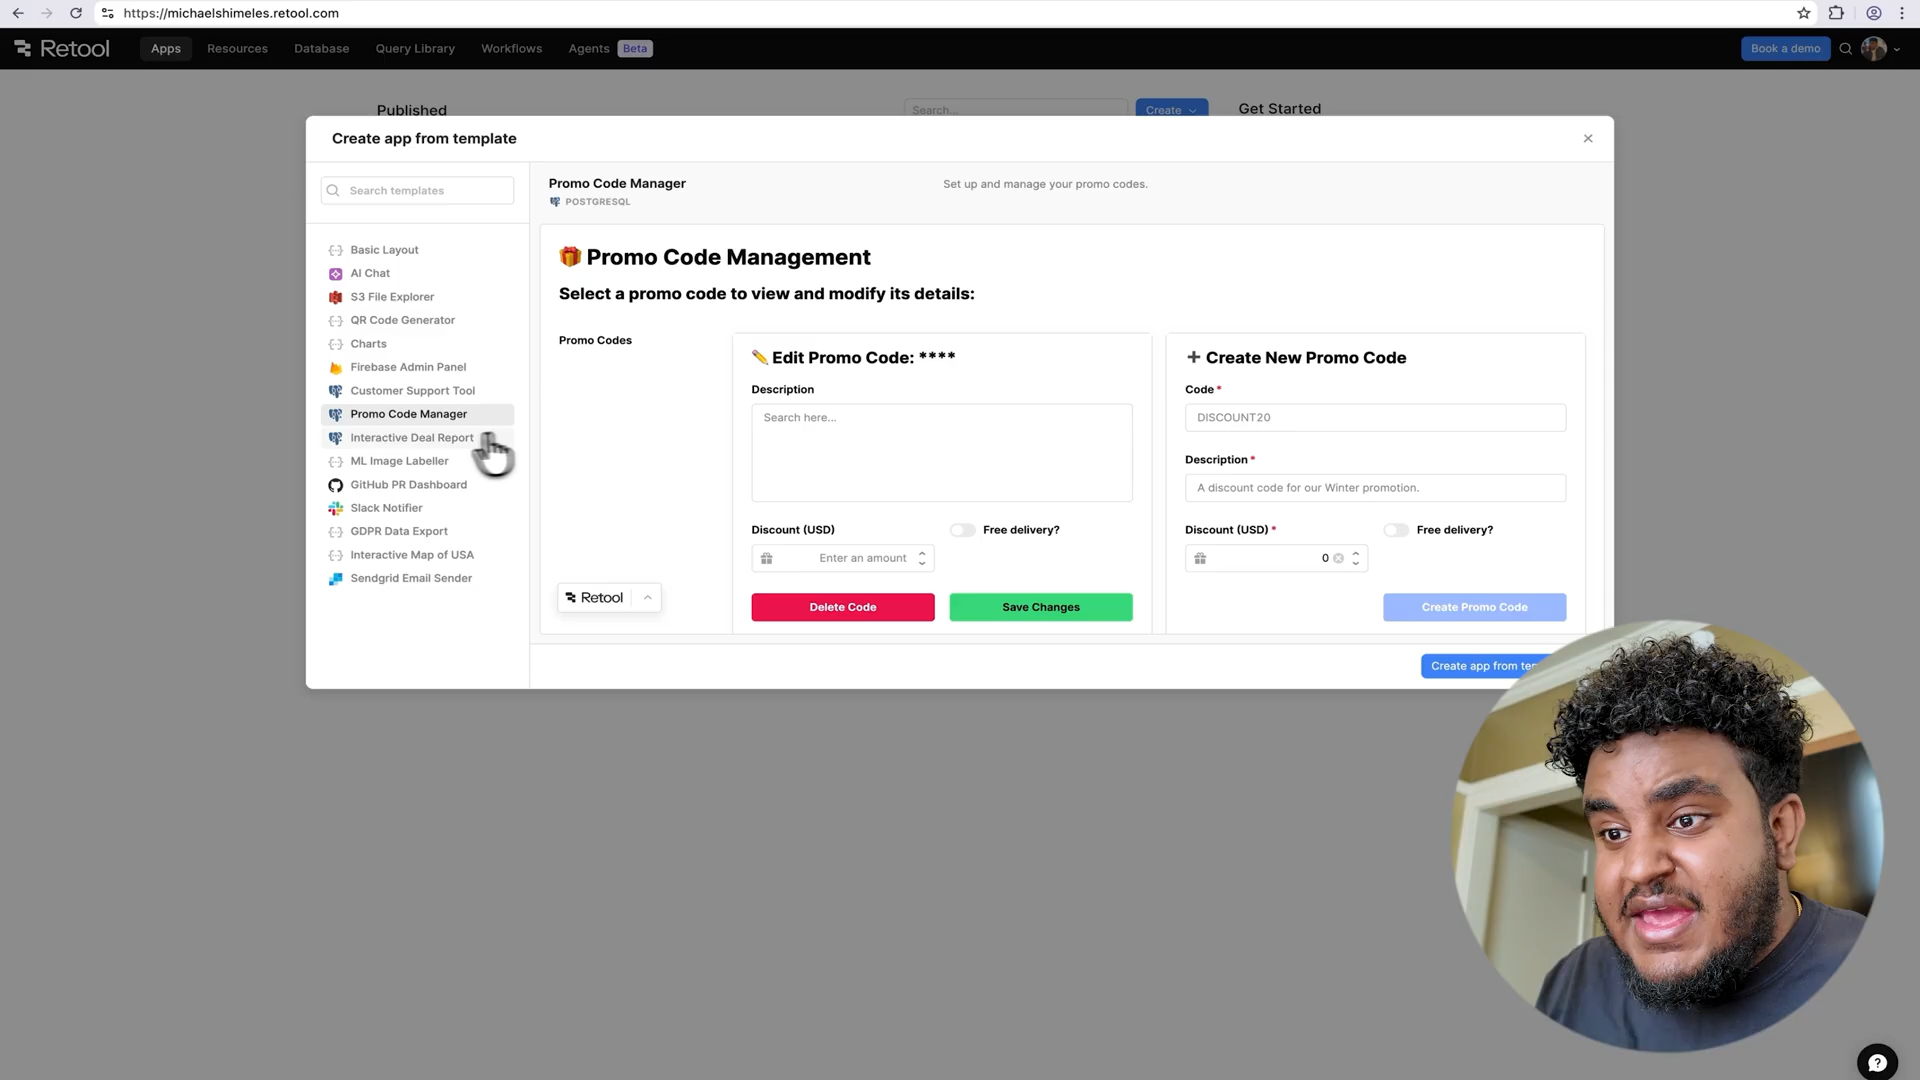 https://michaelshimeles.retool.com
Retool
Apps
Resources
Database
Query Library
Workflows
Agents
Beta
Book a demo
Published
Search...
Create
Get Started
Create app from template
Search templates
Basic Layout
AI Chat
S3 File Explorer
QR Code Generator
Charts
Firebase Admin Panel
Customer Support Tool
Promo Code Manager
Interactive Deal Report
ML Image Labeller
GitHub PR Dashboard
Slack Notifier
GDPR Data Export
Interactive Map of USA
Sendgrid Email Sender
Promo Code Manager
POSTGRESQL
Set up and manage your promo codes.
🎁 Promo Code Management
Select a promo code to view and modify its details:
Promo Codes
✏️ Edit Promo Code: ****
Description
Search here...
Discount (USD)
Free delivery?
Enter an amount
Delete Code
Save Changes
➕ Create New Promo Code
Code *
DISCOUNT20
Description *
A discount code for our Winter promotion.
Discount (USD) *
Free delivery?
0
Create Promo Code
Retool
Create app from
?